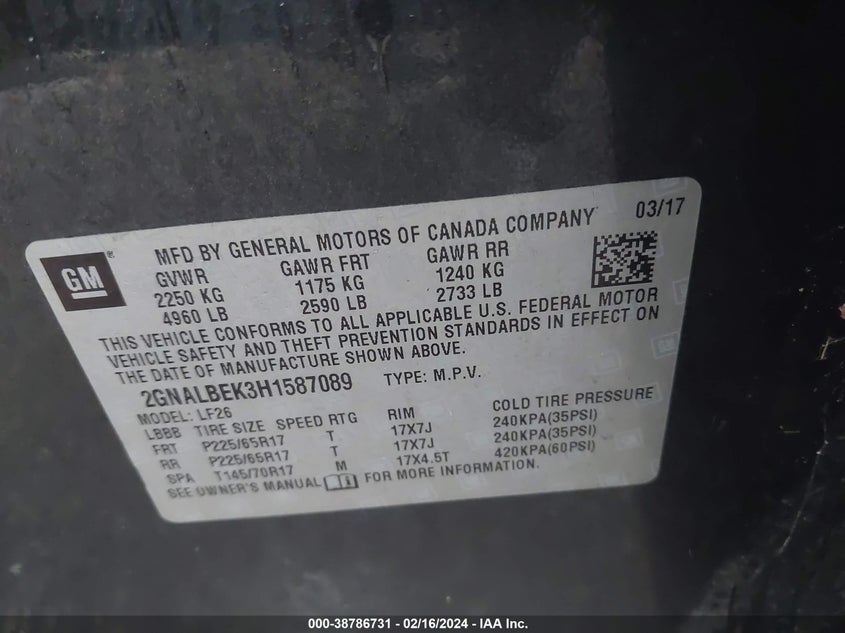 GM ®
MFD BY GENERAL MOTORS OF CANADA COMPANY 03/17
GVWR GAWR FRT GAWR RR
2250 KG 1175 KG 1240 KG
4960 LB 2590 LB 2733 LB
THIS VEHICLE CONFORMS TO ALL APPLICABLE U.S. FEDERAL MOTOR
VEHICLE SAFETY AND THEFT PREVENTION STANDARDS IN EFFECT ON
THE DATE OF MANUFACTURE SHOWN ABOVE.
2GNALBEK3H1587089 TYPE: M.P.V.
MODEL: LF26
LBBB TIRE SIZE SPEED RTG RIM COLD TIRE PRESSURE
FRT P225/65R17 T 17X7J 240KPA(35PSI)
RR P225/65R17 T 17X7J 240KPA(35PSI)
SPA T145/70R17 M 17X4.5T 420KPA(60PSI)
SEE OWNER'S MANUAL FOR MORE INFORMATION.
000-38786731 - 02/16/2024 - IAA Inc.